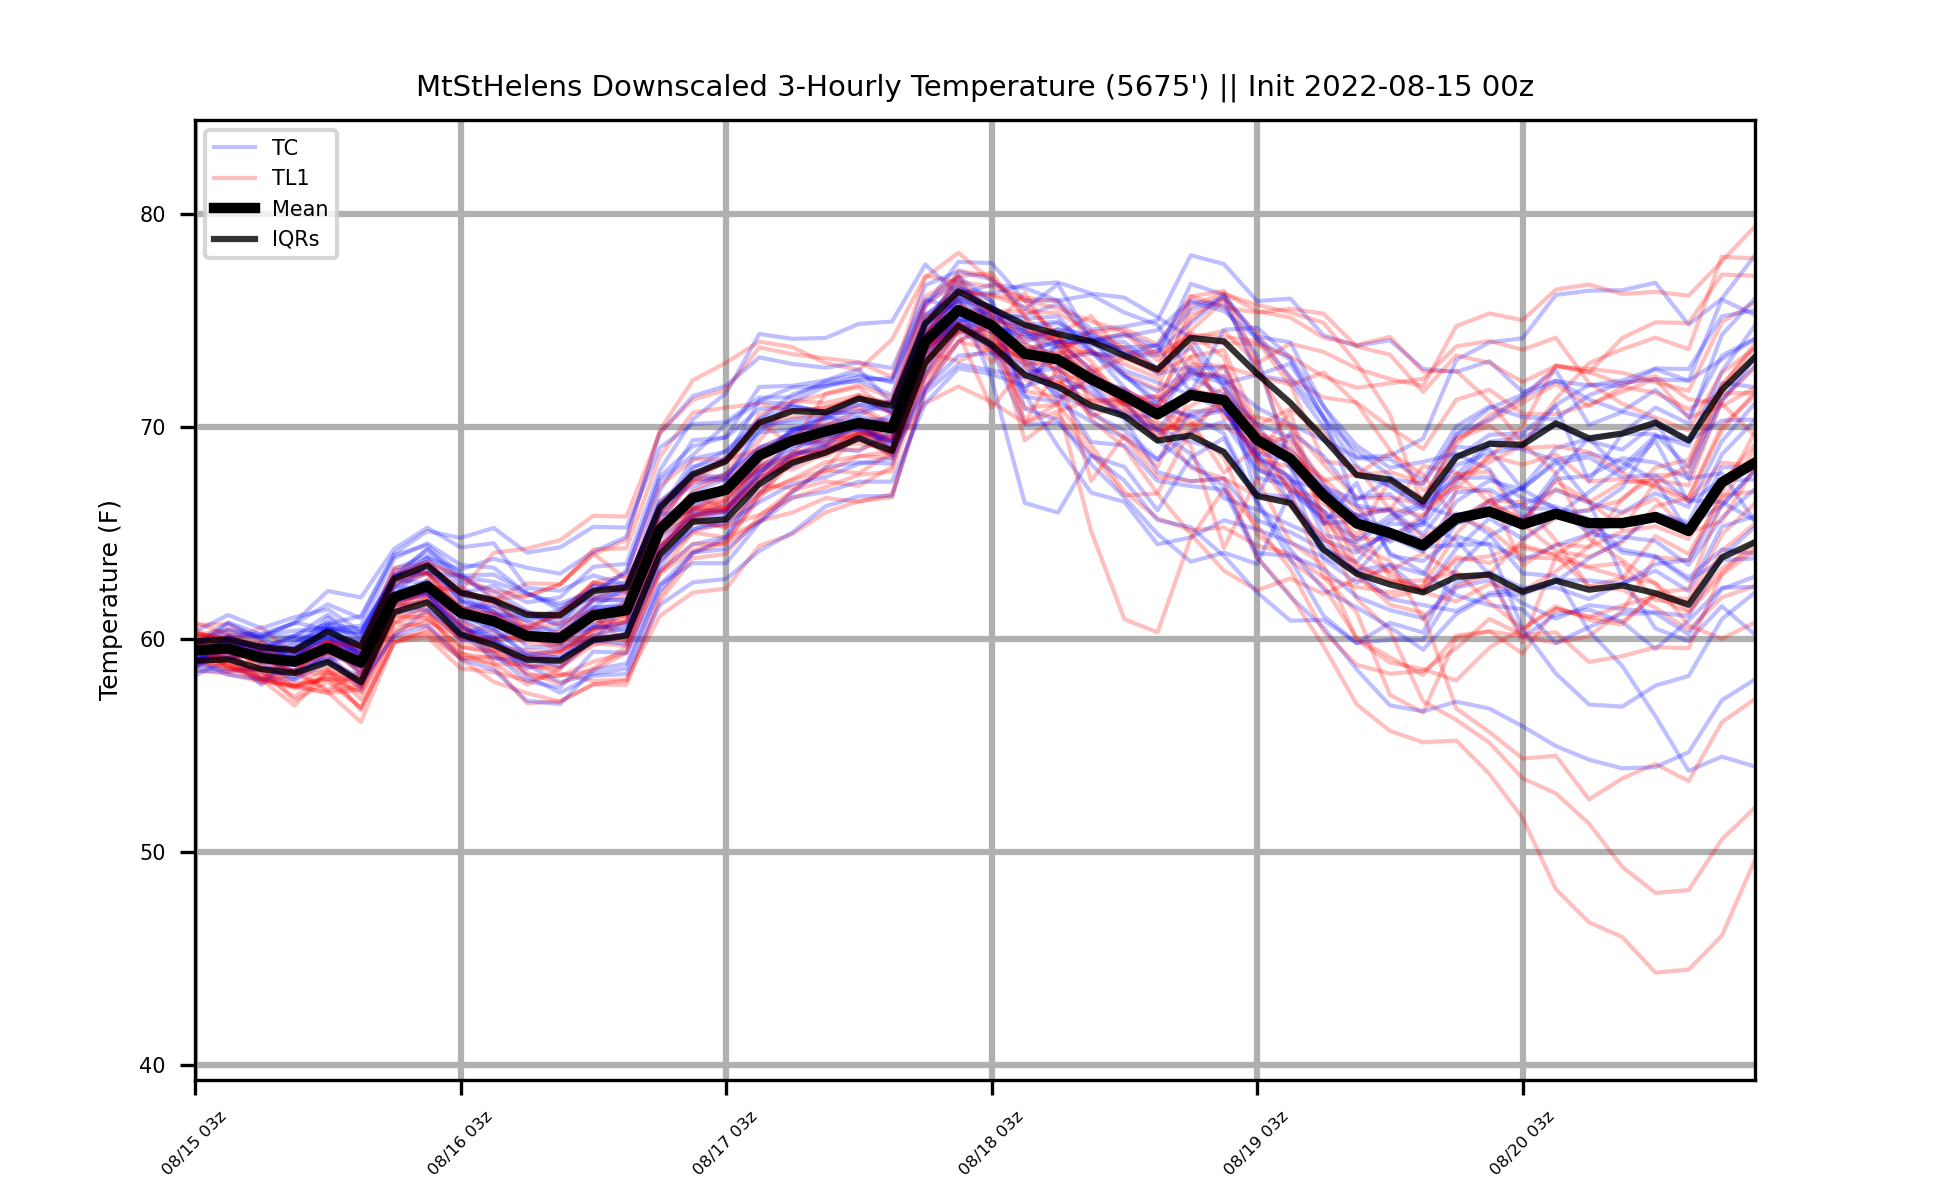 MtStHelens Downscaled 3-Hourly Temperature (5675') || Init 2022-08-15 00z
TC
TL1
Mean
IQRs
Temperature (F)
80
70
60
50
40
08/15 03z
08/16 03z
08/17 03z
08/18 03z
08/19 03z
08/20 03z